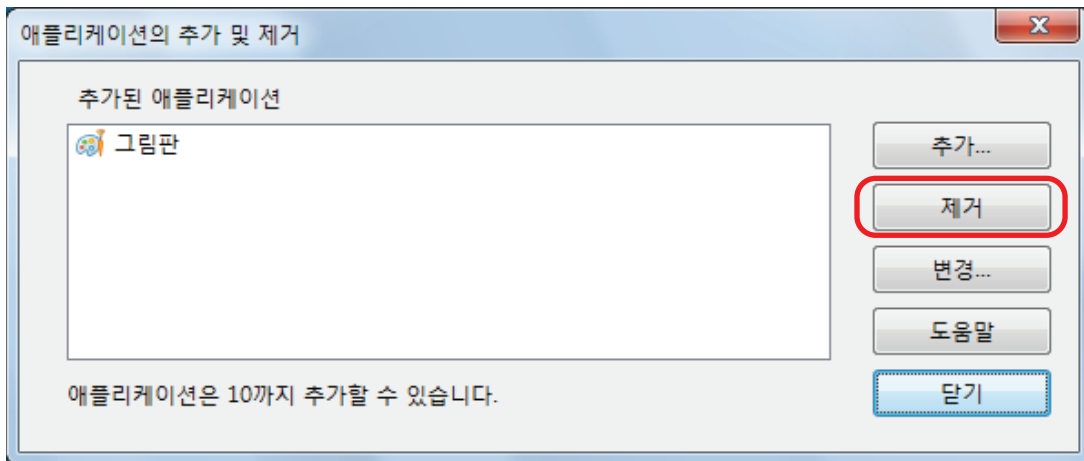 애플리케이션의 추가 및 제거
추가된 애플리케이션
그림판
추가...
제거
변경...
도움말
애플리케이션은 10까지 추가할 수 있습니다.
닫기